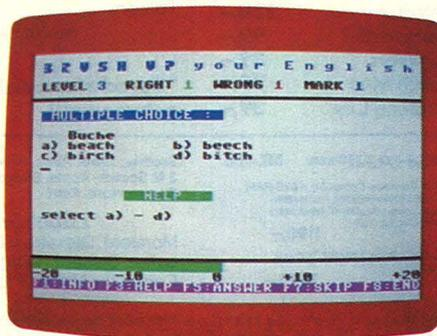 BRUSH UP your English
LEVEL 3 RIGHT 1 WRONG 1 MARK 1
MULTIPLE CHOICE :
Buche
a) beach b) beech
c) birch d) bitch
HELP :
select a) - d)
-20 -10 0 +10 +20
F1:INFO F3:HELP F5:ANSWER F7:SKIP F8:END